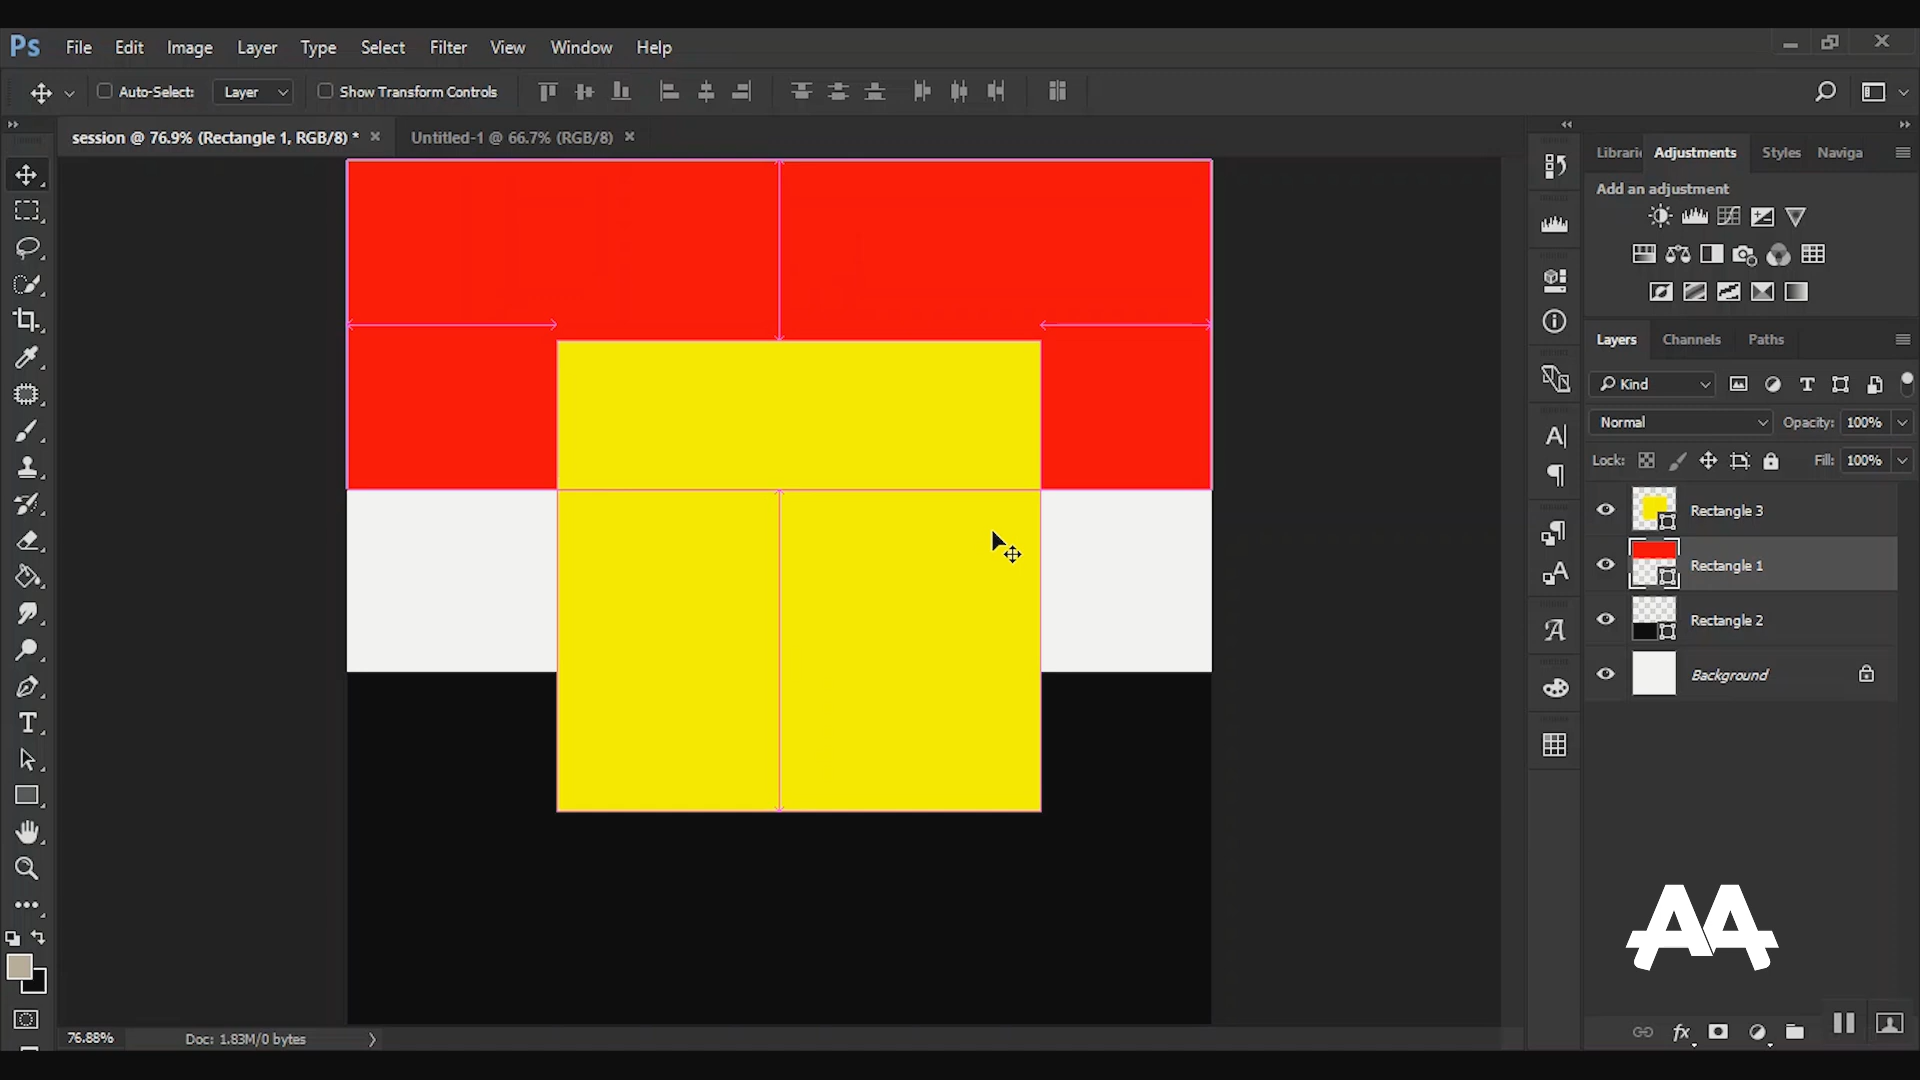 Ps File Edit Image Layer Type Select Filter View Window Help
Auto-Select: Layer Show Transform Controls
session @ 76.9% (Rectangle 1, RGB/8) * × Untitled-1 @ 66.7% (RGB/8) ×
Librari Adjustments Styles Naviga
Add an adjustment
Layers Channels Paths
Kind
Normal Opacity: 100%
Lock: Fill: 100%
Rectangle 3
Rectangle 1
Rectangle 2
Background
AA
fx
76.88% Doc: 1.83M/0 bytes